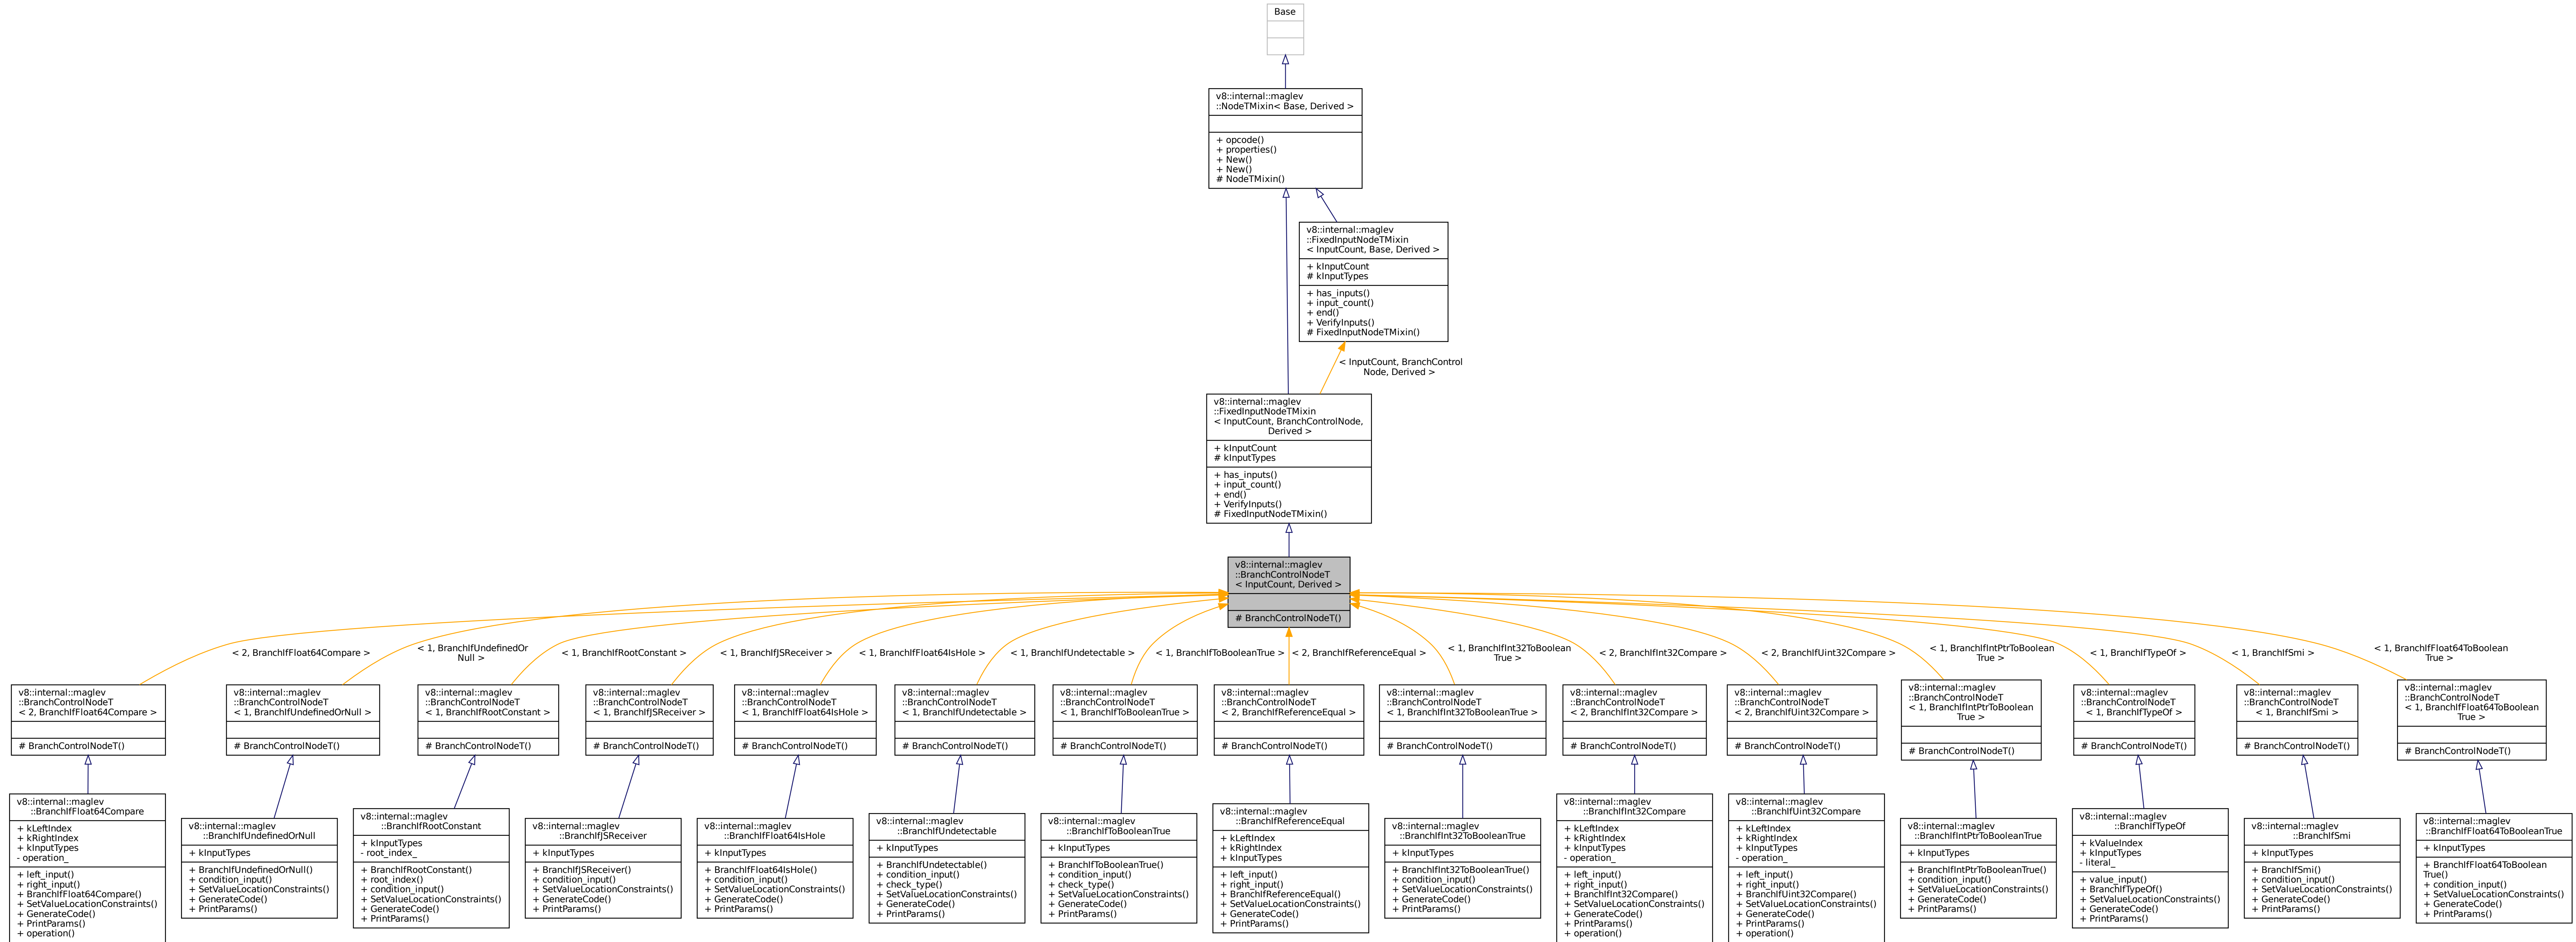 Base
v8::internal::maglev
::NodeTMixin< Base, Derived >
+ opcode()
+ properties()
+ New()
+ New()
# NodeTMixin()
v8::internal::maglev
::FixedInputNodeTMixin
< InputCount, Base, Derived >
+ kInputCount
# kInputTypes
+ has_inputs()
+ input_count()
+ end()
+ VerifyInputs()
# FixedInputNodeTMixin()
< InputCount, BranchControl
Node, Derived >
v8::internal::maglev
::FixedInputNodeTMixin
< InputCount, BranchControlNode,
Derived >
+ kInputCount
# kInputTypes
+ has_inputs()
+ input_count()
+ end()
+ VerifyInputs()
# FixedInputNodeTMixin()
v8::internal::maglev
::BranchControlNodeT
< InputCount, Derived >
# BranchControlNodeT()
< 2, BranchIfFloat64Compare >
< 1, BranchIfUndefinedOr
Null >
< 1, BranchIfRootConstant >
< 1, BranchIfJSReceiver >
< 1, BranchIfFloat64IsHole >
< 1, BranchIfUndetectable >
< 1, BranchIfToBooleanTrue >
< 2, BranchIfReferenceEqual >
< 1, BranchIfInt32ToBoolean
True >
< 2, BranchIfInt32Compare >
< 2, BranchIfUint32Compare >
< 1, BranchIfIntPtrToBoolean
True >
< 1, BranchIfTypeOf >
< 1, BranchIfSmi >
< 1, BranchIfFloat64ToBoolean
True >
v8::internal::maglev
::BranchControlNodeT
< 2, BranchIfFloat64Compare >
# BranchControlNodeT()
v8::internal::maglev
::BranchControlNodeT
< 1, BranchIfUndefinedOrNull >
# BranchControlNodeT()
v8::internal::maglev
::BranchControlNodeT
< 1, BranchIfRootConstant >
# BranchControlNodeT()
v8::internal::maglev
::BranchControlNodeT
< 1, BranchIfJSReceiver >
# BranchControlNodeT()
v8::internal::maglev
::BranchControlNodeT
< 1, BranchIfFloat64IsHole >
# BranchControlNodeT()
v8::internal::maglev
::BranchControlNodeT
< 1, BranchIfUndetectable >
# BranchControlNodeT()
v8::internal::maglev
::BranchControlNodeT
< 1, BranchIfToBooleanTrue >
# BranchControlNodeT()
v8::internal::maglev
::BranchControlNodeT
< 2, BranchIfReferenceEqual >
# BranchControlNodeT()
v8::internal::maglev
::BranchControlNodeT
< 1, BranchIfInt32ToBooleanTrue >
# BranchControlNodeT()
v8::internal::maglev
::BranchControlNodeT
< 2, BranchIfInt32Compare >
# BranchControlNodeT()
v8::internal::maglev
::BranchControlNodeT
< 2, BranchIfUint32Compare >
# BranchControlNodeT()
v8::internal::maglev
::BranchControlNodeT
< 1, BranchIfIntPtrToBoolean
True >
# BranchControlNodeT()
v8::internal::maglev
::BranchControlNodeT
< 1, BranchIfTypeOf >
# BranchControlNodeT()
v8::internal::maglev
::BranchControlNodeT
< 1, BranchIfSmi >
# BranchControlNodeT()
v8::internal::maglev
::BranchControlNodeT
< 1, BranchIfFloat64ToBoolean
True >
# BranchControlNodeT()
v8::internal::maglev
::BranchIfFloat64Compare
+ kLeftIndex
+ kRightIndex
+ kInputTypes
- operation_
+ left_input()
+ right_input()
+ BranchIfFloat64Compare()
+ SetValueLocationConstraints()
+ GenerateCode()
+ PrintParams()
+ operation()
v8::internal::maglev
::BranchIfUndefinedOrNull
+ kInputTypes
+ BranchIfUndefinedOrNull()
+ condition_input()
+ SetValueLocationConstraints()
+ GenerateCode()
+ PrintParams()
v8::internal::maglev
::BranchIfRootConstant
+ kInputTypes
- root_index_
+ BranchIfRootConstant()
+ root_index()
+ condition_input()
+ SetValueLocationConstraints()
+ GenerateCode()
+ PrintParams()
v8::internal::maglev
::BranchIfJSReceiver
+ kInputTypes
+ BranchIfJSReceiver()
+ condition_input()
+ SetValueLocationConstraints()
+ GenerateCode()
+ PrintParams()
v8::internal::maglev
::BranchIfFloat64IsHole
+ kInputTypes
+ BranchIfFloat64IsHole()
+ condition_input()
+ SetValueLocationConstraints()
+ GenerateCode()
+ PrintParams()
v8::internal::maglev
::BranchIfUndetectable
+ kInputTypes
+ BranchIfUndetectable()
+ condition_input()
+ check_type()
+ SetValueLocationConstraints()
+ GenerateCode()
+ PrintParams()
v8::internal::maglev
::BranchIfToBooleanTrue
+ kInputTypes
+ BranchIfToBooleanTrue()
+ condition_input()
+ check_type()
+ SetValueLocationConstraints()
+ GenerateCode()
+ PrintParams()
v8::internal::maglev
::BranchIfReferenceEqual
+ kLeftIndex
+ kRightIndex
+ kInputTypes
+ left_input()
+ right_input()
+ BranchIfReferenceEqual()
+ SetValueLocationConstraints()
+ GenerateCode()
+ PrintParams()
v8::internal::maglev
::BranchIfInt32ToBooleanTrue
+ kInputTypes
+ BranchIfInt32ToBooleanTrue()
+ condition_input()
+ SetValueLocationConstraints()
+ GenerateCode()
+ PrintParams()
v8::internal::maglev
::BranchIfInt32Compare
+ kLeftIndex
+ kRightIndex
+ kInputTypes
- operation_
+ left_input()
+ right_input()
+ BranchIfInt32Compare()
+ SetValueLocationConstraints()
+ GenerateCode()
+ PrintParams()
+ operation()
v8::internal::maglev
::BranchIfUint32Compare
+ kLeftIndex
+ kRightIndex
+ kInputTypes
- operation_
+ left_input()
+ right_input()
+ BranchIfUint32Compare()
+ SetValueLocationConstraints()
+ GenerateCode()
+ PrintParams()
+ operation()
v8::internal::maglev
::BranchIfIntPtrToBooleanTrue
+ kInputTypes
+ BranchIfIntPtrToBooleanTrue()
+ condition_input()
+ SetValueLocationConstraints()
+ GenerateCode()
+ PrintParams()
v8::internal::maglev
::BranchIfTypeOf
+ kValueIndex
+ kInputTypes
- literal_
+ value_input()
+ BranchIfTypeOf()
+ SetValueLocationConstraints()
+ GenerateCode()
+ PrintParams()
v8::internal::maglev
::BranchIfSmi
+ kInputTypes
+ BranchIfSmi()
+ condition_input()
+ SetValueLocationConstraints()
+ GenerateCode()
+ PrintParams()
v8::internal::maglev
::BranchIfFloat64ToBooleanTrue
+ kInputTypes
+ BranchIfFloat64ToBoolean
True()
+ condition_input()
+ SetValueLocationConstraints()
+ GenerateCode()
+ PrintParams()